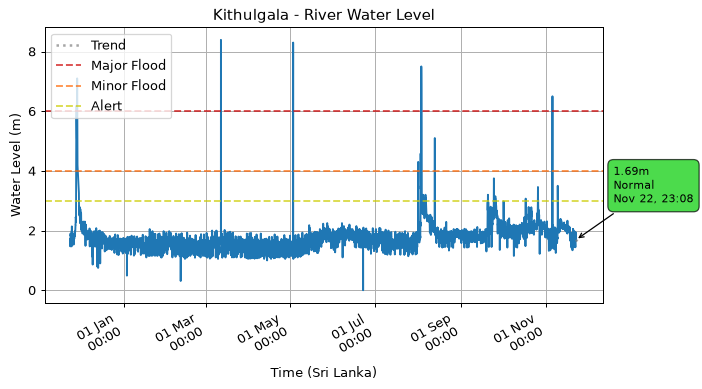 Kithulgala - River Water Level
Trend
Major Flood
Minor Flood
Alert
Water Level (m)
8
6
4
2
0
1.69m
Normal
Nov 22, 23:08
01 Jan
00:00
01 Mar
00:00
01 May
00:00
01 Jul
00:00
01 Sep
00:00
01 Nov
00:00
Time (Sri Lanka)